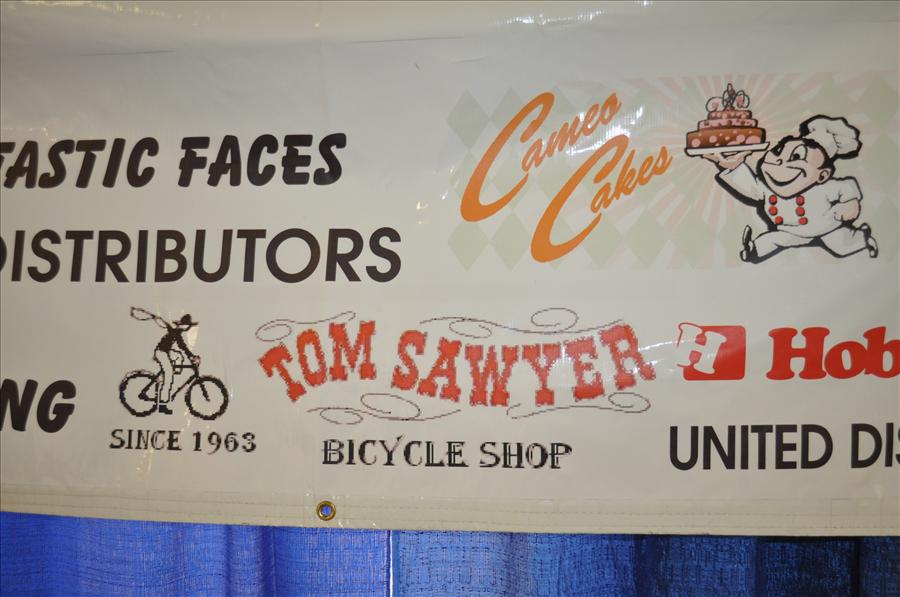 TASTIC FACES
Cameo
Cakes
DISTRIBUTORS
TOM SAWYER
H Hob
NG
SINCE 1963
BICYCLE SHOP
UNITED DIS